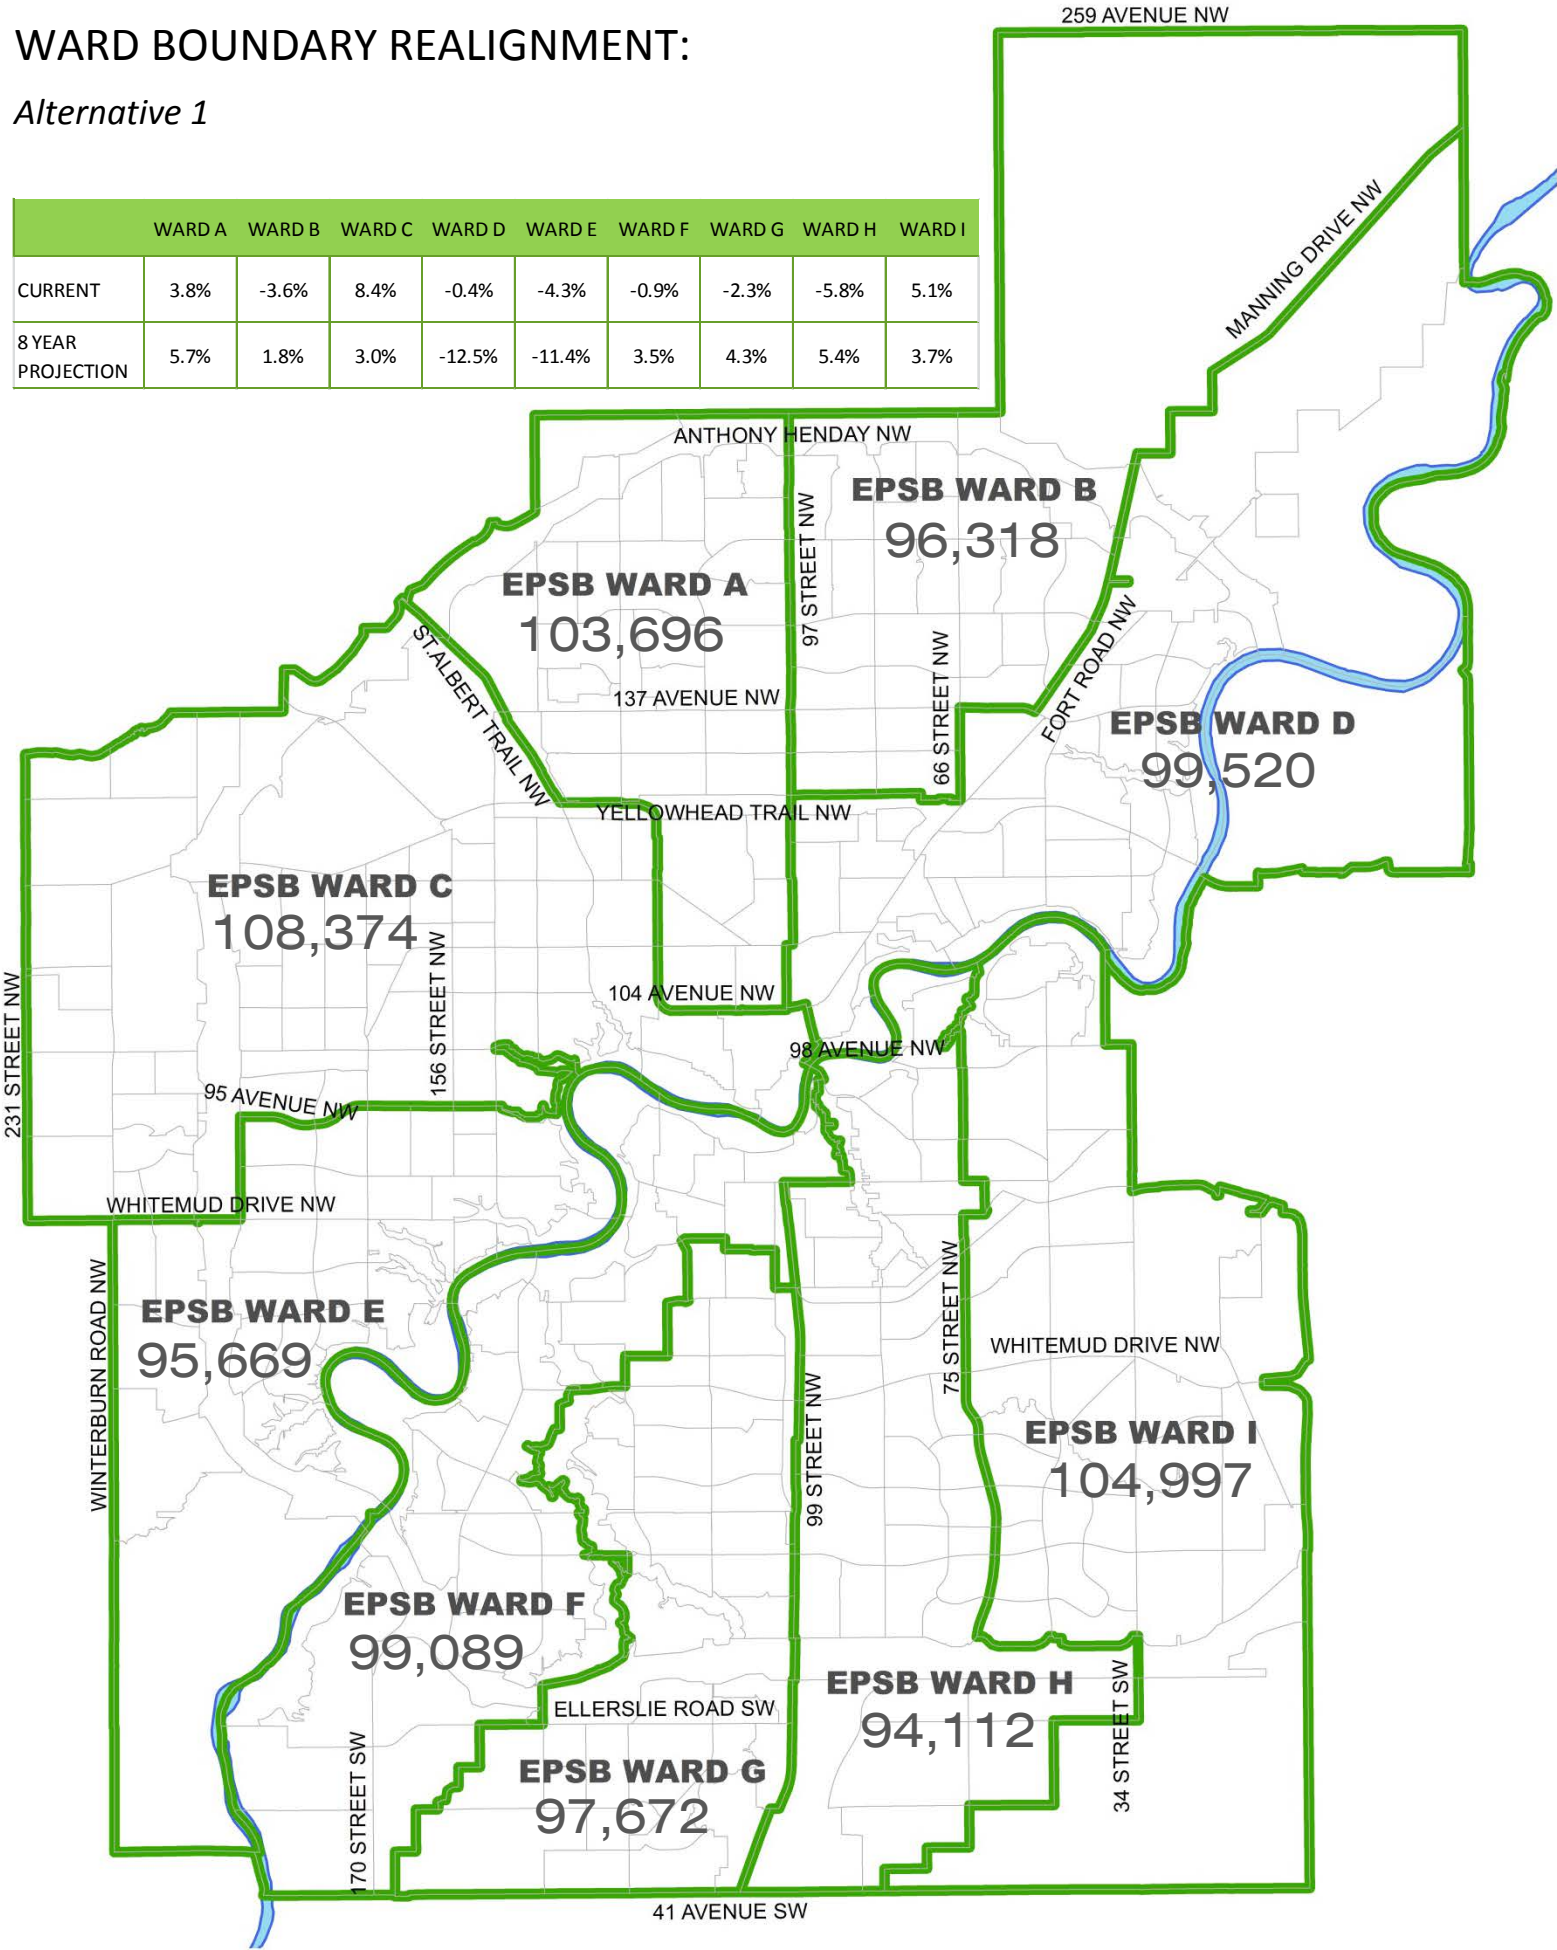 259 AVENUE NW
WARD BOUNDARY REALIGNMENT:
Alternative 1
WARD A WARD B WARD C WARD D WARD E WARD F WARD G WARD H WARD I
CURRENT 3.8% -3.6% 8.4% -0.4% -4.3% -0.9% -2.3% -5.8% 5.1%
8 YEAR
PROJECTION 5.7% 1.8% 3.0% -12.5% -11.4% 3.5% 4.3% 5.4% 3.7%
MANNING DRIVE NW
ANTHONY HENDAY NW
EPSB WARD B
96,318
97 STREET NW
EPSB WARD A
103,696
ST.ALBERT TRAIL NW
137 AVENUE NW
66 STREET NW
FORT ROAD NW
EPSB WARD D
99,520
YELLOWHEAD TRAIL NW
EPSB WARD C
108,374
156 STREET NW
231 STREET NW
104 AVENUE NW
98 AVENUE NW
95 AVENUE NW
WHITEMUD DRIVE NW
WINTERBURN ROAD NW
EPSB WARD E
95,669
75 STREET NW
WHITEMUD DRIVE NW
99 STREET NW
EPSB WARD I
104,997
EPSB WARD F
99,089
EPSB WARD H
94,112
34 STREET SW
ELLERSLIE ROAD SW
170 STREET SW
EPSB WARD G
97,672
41 AVENUE SW